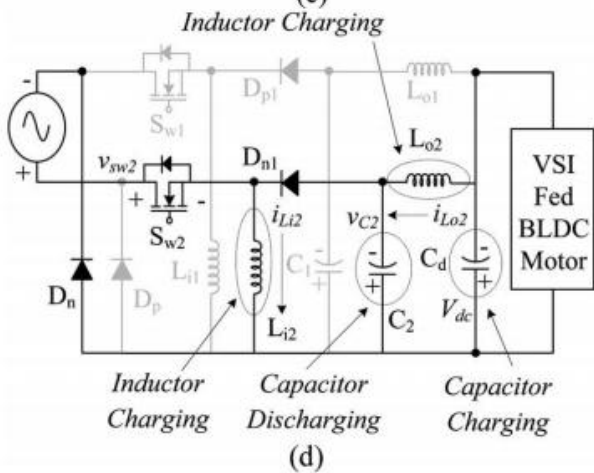 (c)
Inductor Charging
-
D_p1
L_o1
S_w1
v_sw2
D_n1
L_o2
VSI
Fed
BLDC
Motor
+
+
-
S_w2
i_Li2
v_C2
i_Lo2
D_n
D_p
L_i1
L_i2
C_1
-
+
-
+
C_2
C_d
-
+
V_dc
Inductor
Charging
Capacitor
Discharging
Capacitor
Charging
(d)